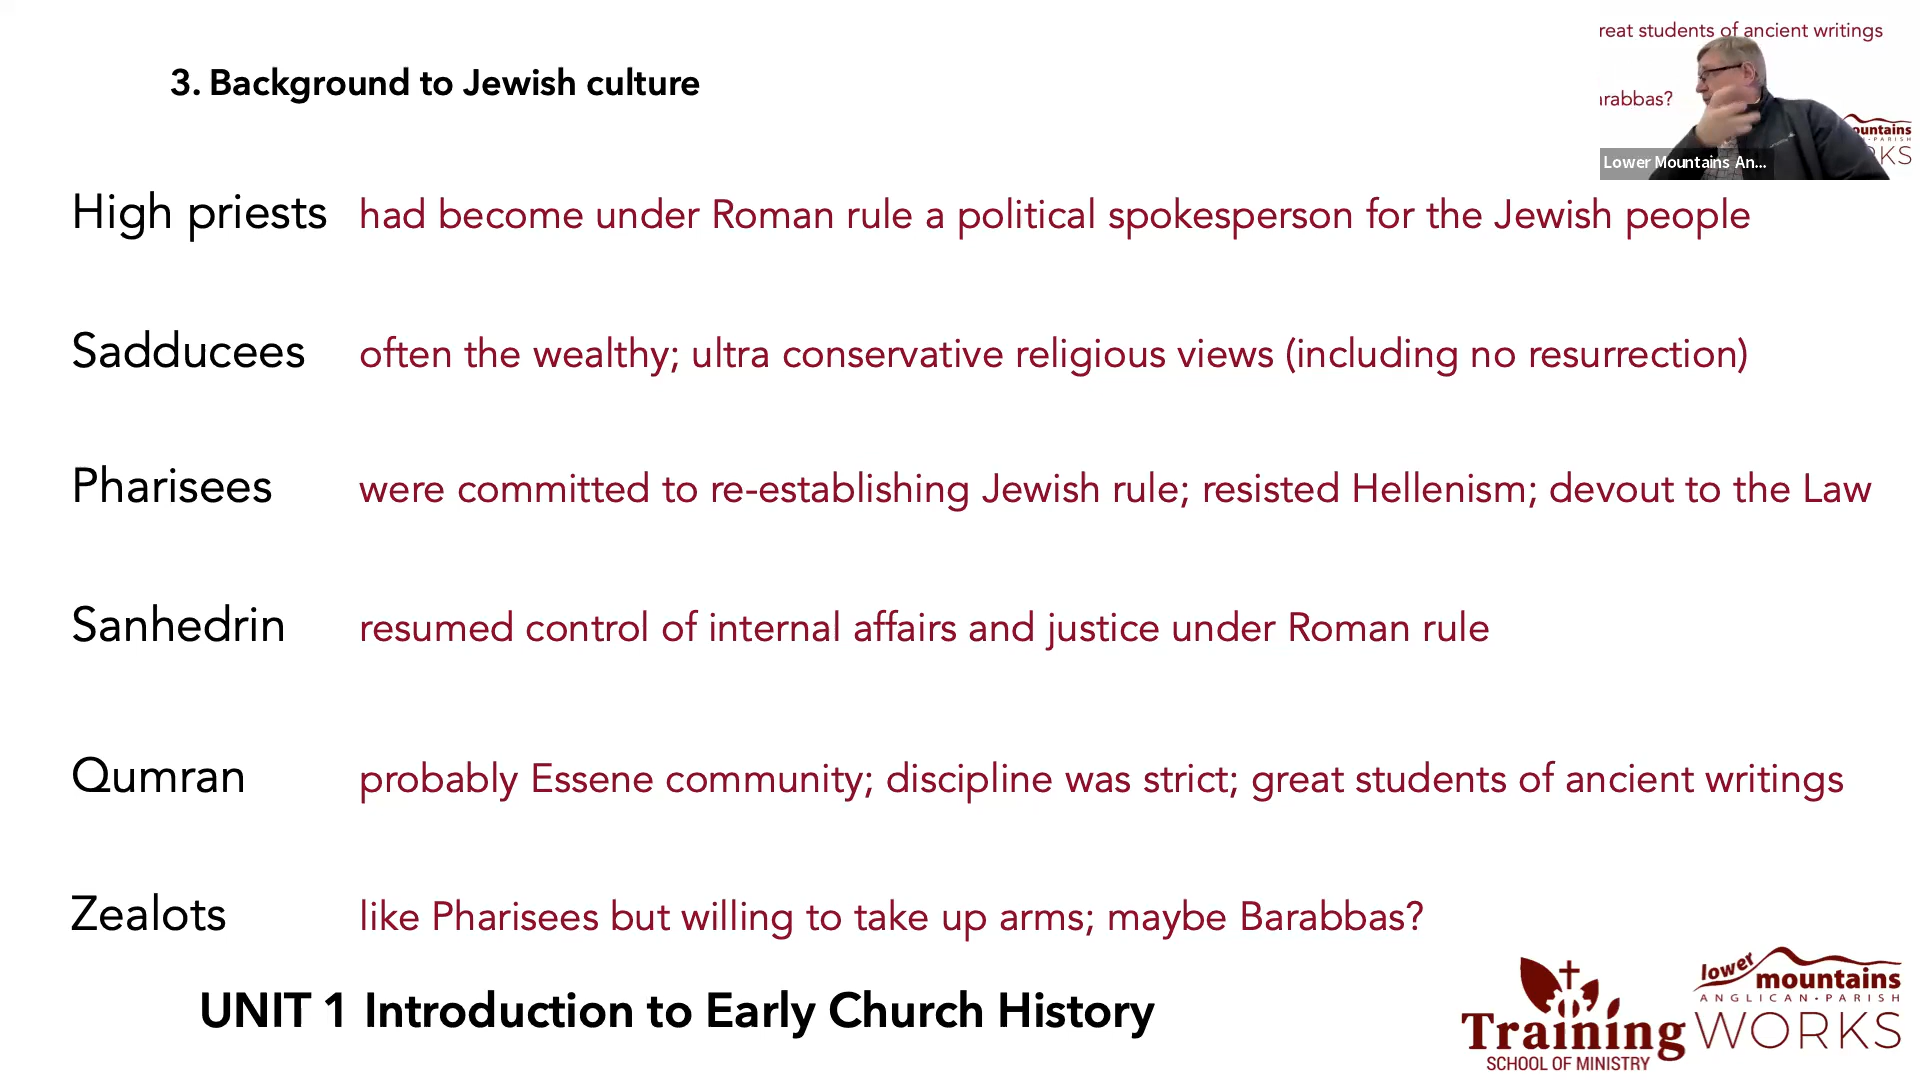 reat students of ancient writings
3. Background to Jewish culture
arabbas?
ountains
PARISH
KS
Lower Mountains An...
High priests had become under Roman rule a political spokesperson for the Jewish people
Sadducees often the wealthy; ultra conservative religious views (including no resurrection)
Pharisees were committed to re-establishing Jewish rule; resisted Hellenism; devout to the Law
Sanhedrin resumed control of internal affairs and justice under Roman rule
Qumran probably Essene community; discipline was strict; great students of ancient writings
Zealots like Pharisees but willing to take up arms; maybe Barabbas?
UNIT 1 Introduction to Early Church History
lower mountains
ANGLICAN • PARISH
Training WORKS
SCHOOL OF MINISTRY